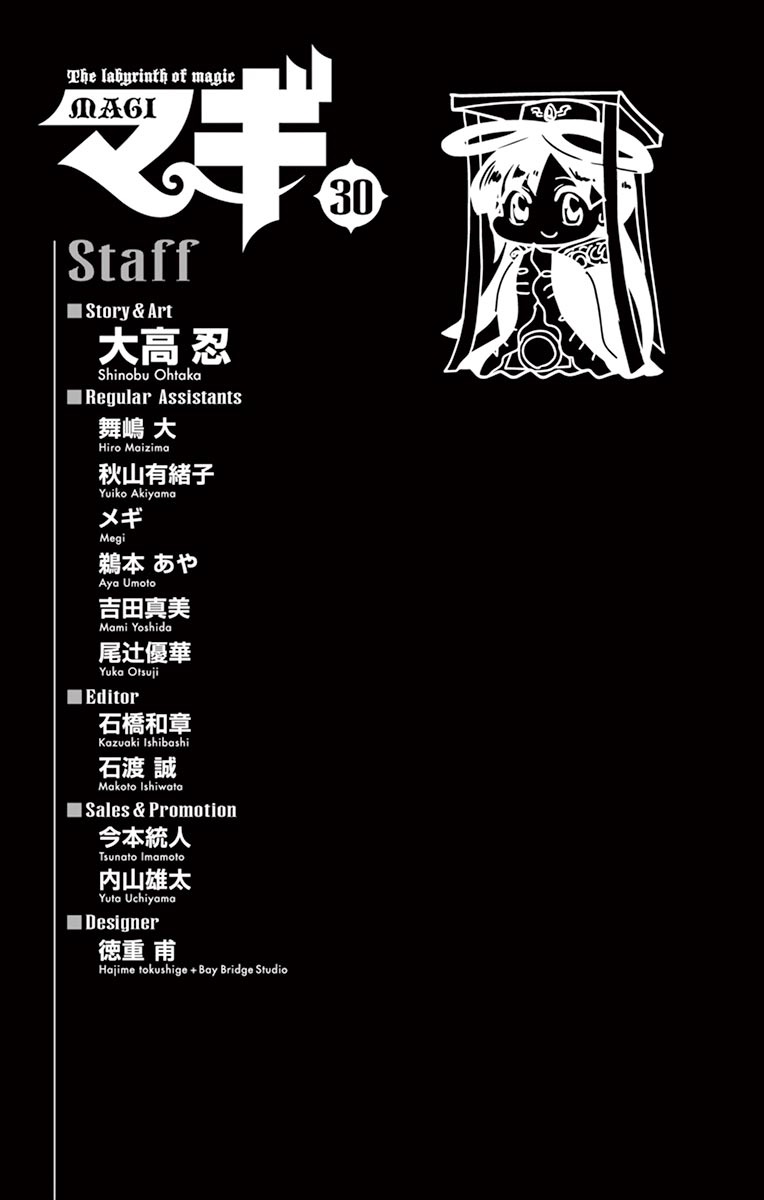 The labyrinth of magic
MAGI
マギ
30
Staff
■Story & Art
大高 忍
Shinobu Ohtaka
■Regular Assistants
舞嶋 大
Hiro Maizima
秋山有緒子
Yuiko Akiyama
メギ
Megi
鵜本 あや
Aya Umoto
吉田真美
Mami Yoshida
尾辻優華
Yuka Otsuji
■Editor
石橋和章
Kazuaki Ishibashi
石渡 誠
Makoto Ishiwata
■Sales & Promotion
今本統人
Tsunato Imamoto
内山雄太
Yuta Uchiyama
■Designer
徳重 甫
Hajime tokushige + Bay Bridge Studio